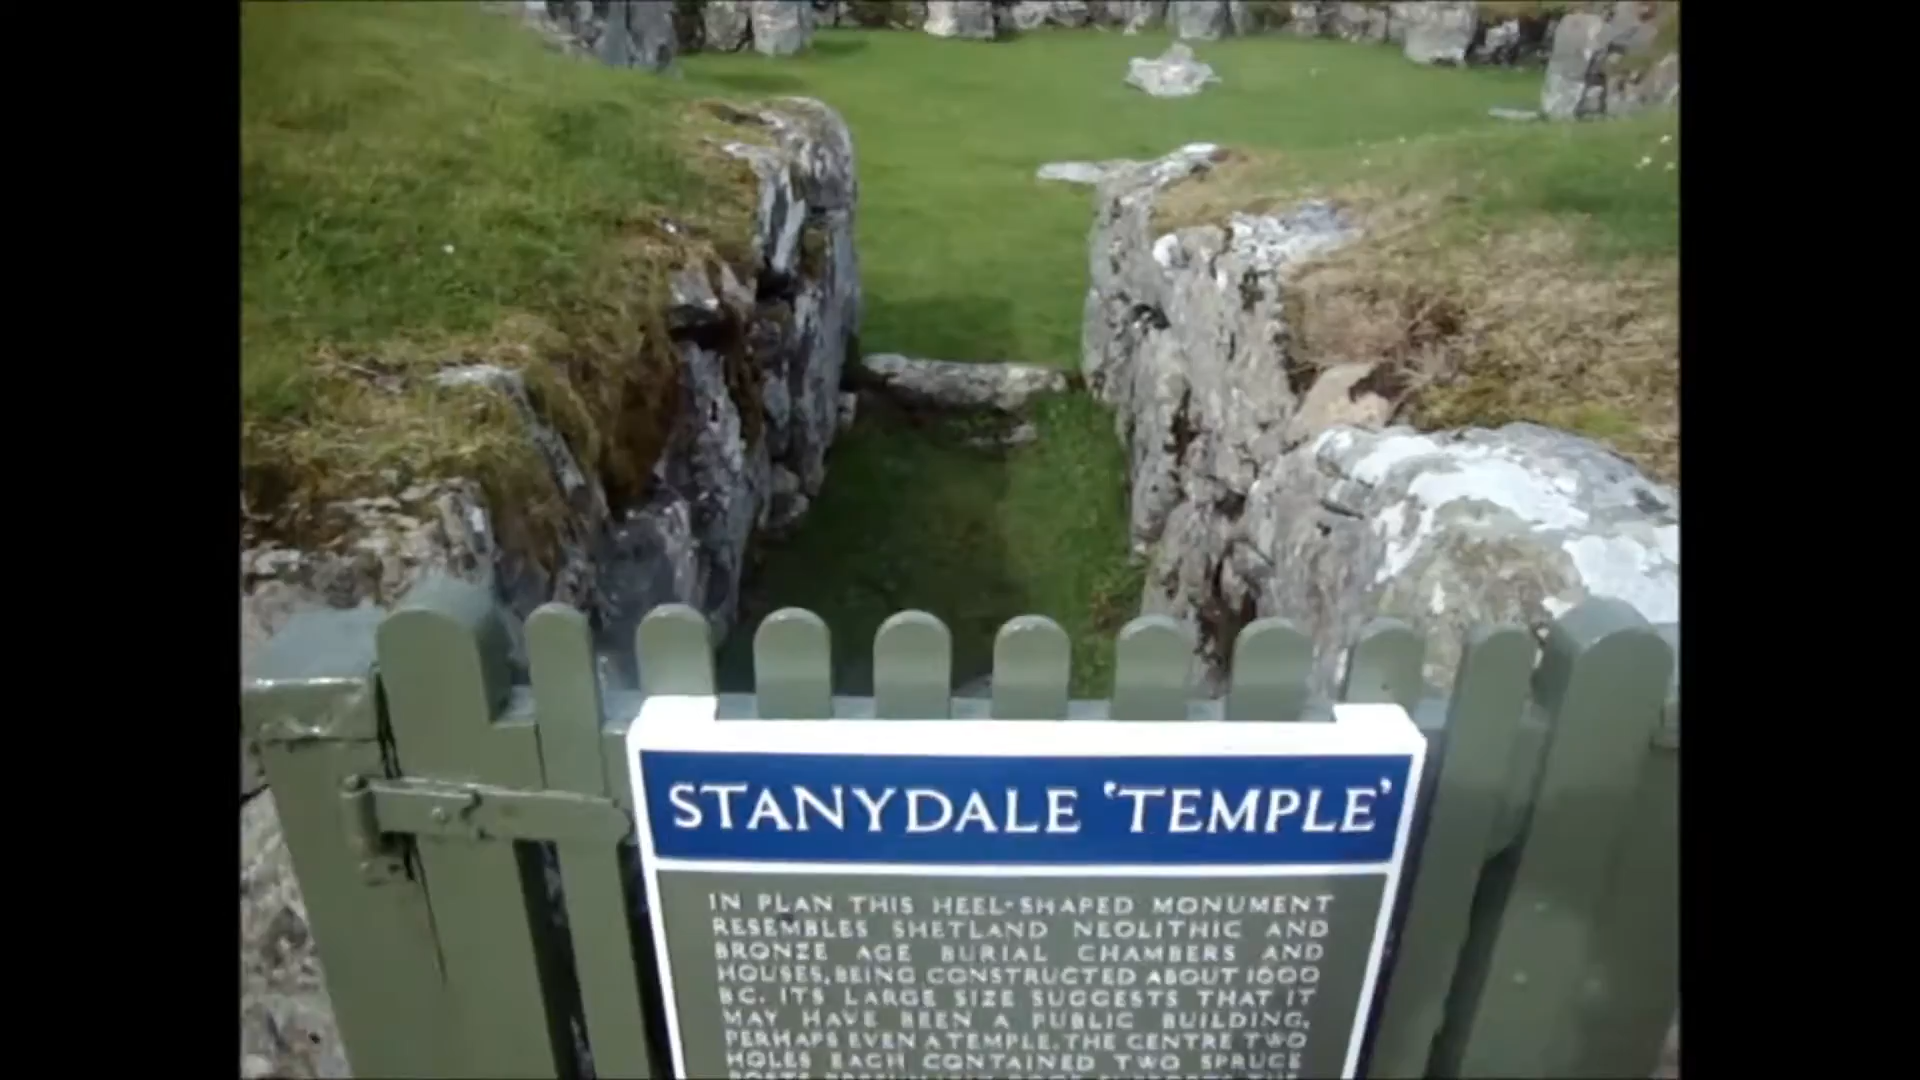 STANYDALE 'TEMPLE'
IN PLAN THIS HEEL-SHAPED MONUMENT
RESEMBLES SHETLAND NEOLITHIC AND
BRONZE AGE BURIAL CHAMBERS AND
HOUSES, BEING CONSTRUCTED ABOUT 1600
BC. ITS LARGE SIZE SUGGESTS THAT IT
MAY HAVE BEEN A PUBLIC BUILDING,
PERHAPS EVEN A TEMPLE. THE CENTRE TWO
HOLES EACH CONTAINED TWO SPRUCE